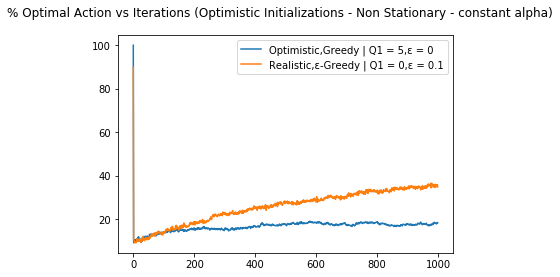 % Optimal Action vs Iterations (Optimistic Initializations - Non Stationary - constant alpha)
Optimistic,Greedy | Q1 = 5,ε = 0
Realistic,ε-Greedy | Q1 = 0,ε = 0.1
100
80
60
40
20
0 200 400 600 800 1000